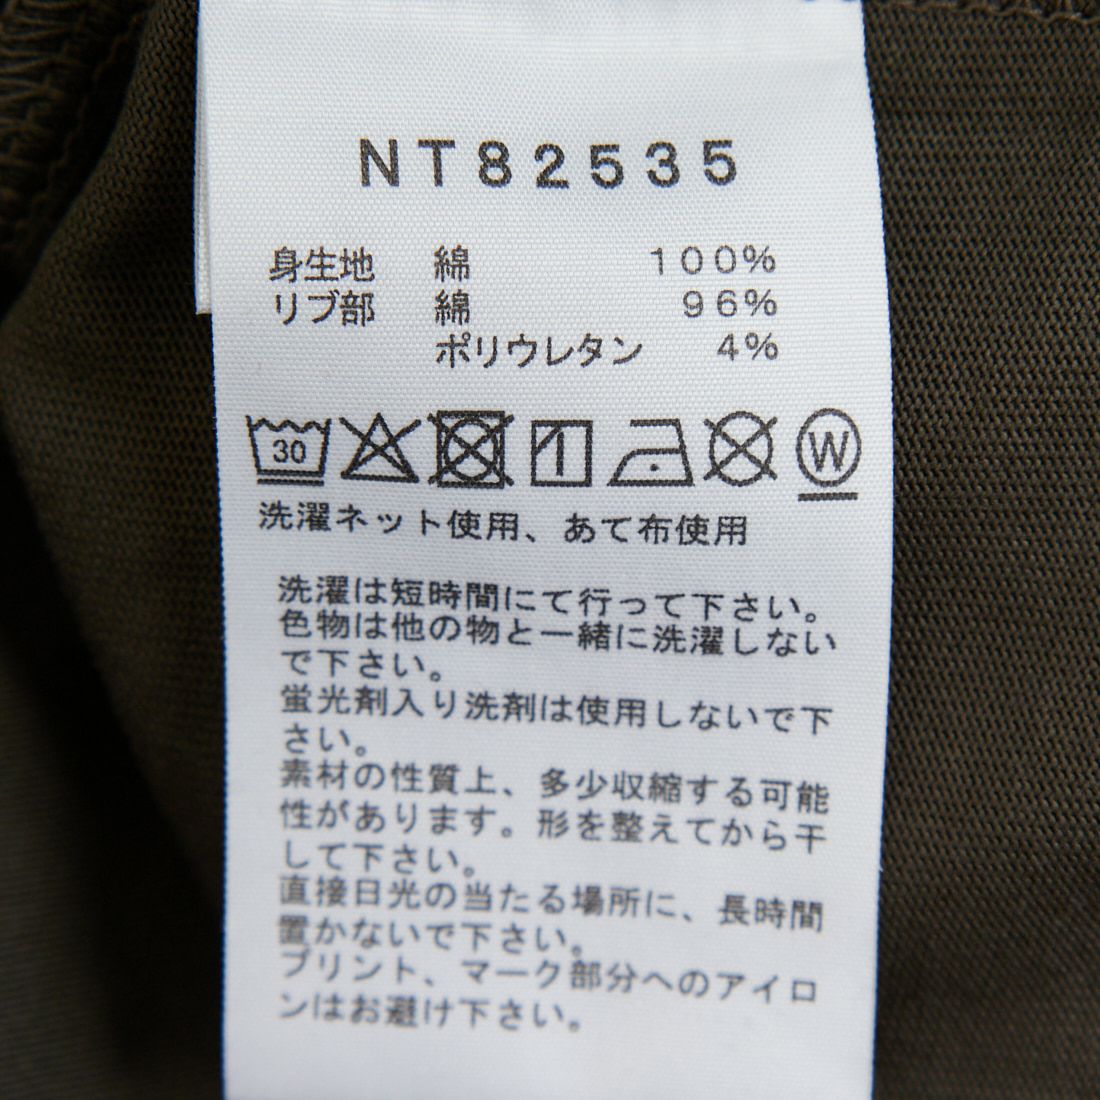 NT82535
身生地 綿 100%
リブ部 綿 96%
ポリウレタン 4%
30 W
洗濯ネット使用、あて布使用
洗濯は短時間にて行って下さい。
色物は他の物と一緒に洗濯しない
で下さい。
蛍光剤入り洗剤は使用しないで下
さい。
素材の性質上、多少収縮する可能
性があります。形を整えてから干
して下さい。
直接日光の当たる場所に、長時間
置かないで下さい。
プリント、マーク部分へのアイロ
ンはお避け下さい。